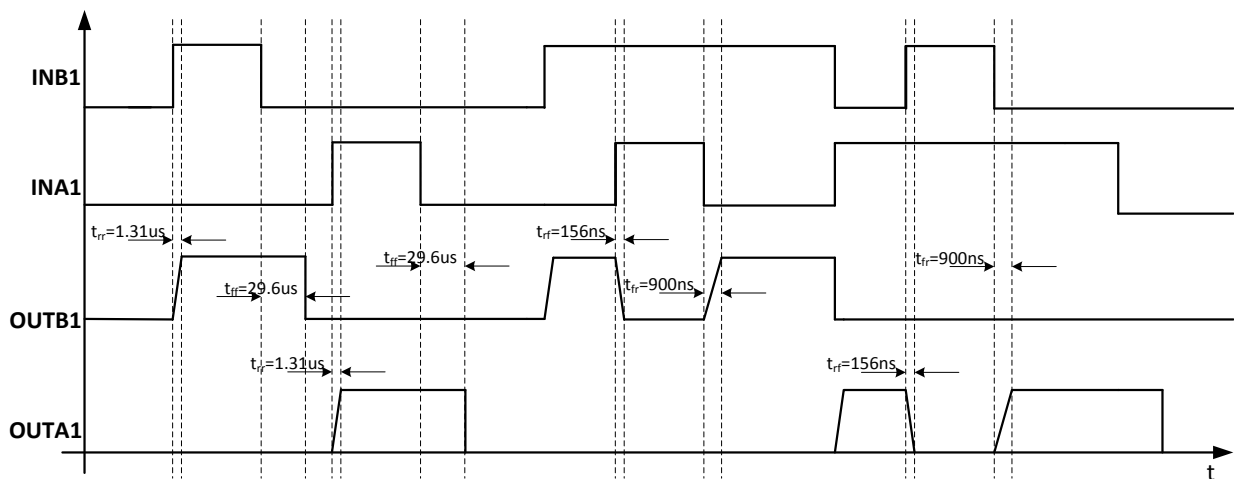 INB1
INA1
t_rr=1.31us
t_ff=29.6us
t_rf=156ns
t_fr=900ns
t_ff=29.6us
t_fr=900ns
OUTB1
t_rr=1.31us
t_rf=156ns
OUTA1
t